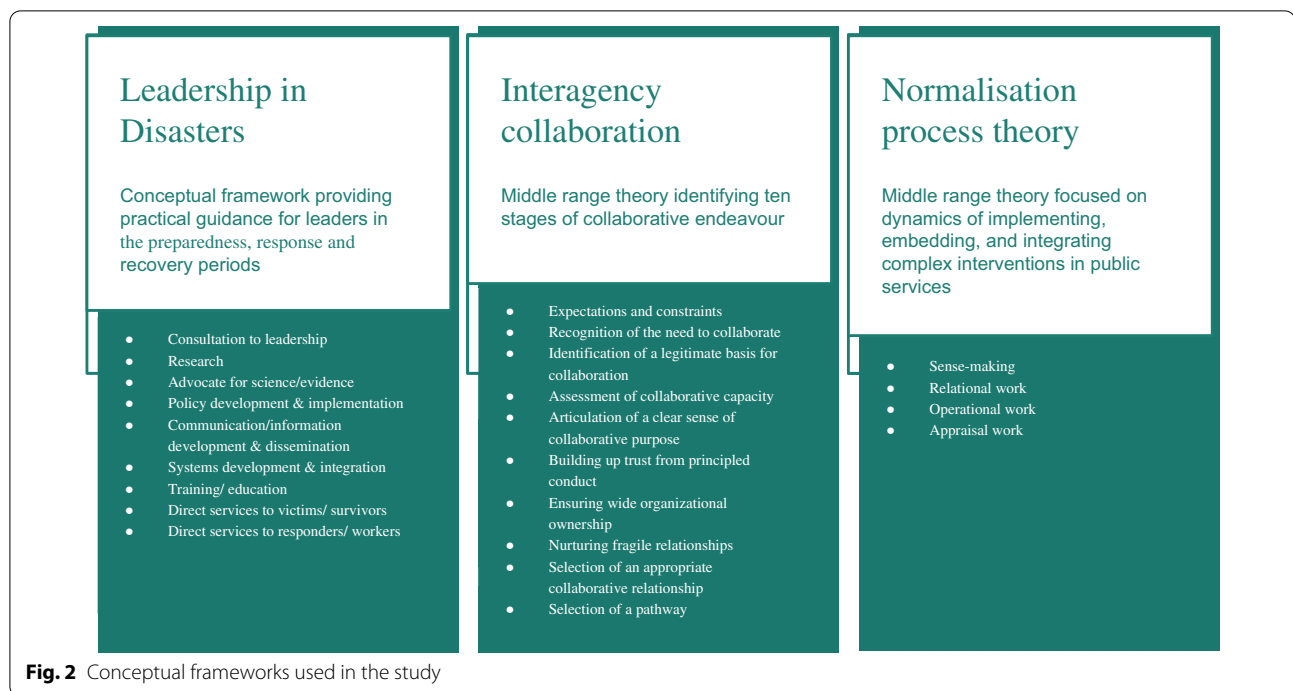 Leadership in
Disasters
Conceptual framework providing
practical guidance for leaders in
the preparedness, response and
recovery periods
● Consultation to leadership
● Research
● Advocate for science/evidence
● Policy development & implementation
● Communication/information
development & dissemination
● Systems development & integration
● Training/ education
● Direct services to victims/ survivors
● Direct services to responders/ workers
Interagency
collaboration
Middle range theory identifying ten
stages of collaborative endeavour
● Expectations and constraints
● Recognition of the need to collaborate
● Identification of a legitimate basis for
collaboration
● Assessment of collaborative capacity
● Articulation of a clear sense of
collaborative purpose
● Building up trust from principled
conduct
● Ensuring wide organizational
ownership
● Nurturing fragile relationships
● Selection of an appropriate
collaborative relationship
● Selection of a pathway
Normalisation
process theory
Middle range theory focused on
dynamics of implementing,
embedding, and integrating
complex interventions in public
services
● Sense-making
● Relational work
● Operational work
● Appraisal work
Fig. 2 Conceptual frameworks used in the study